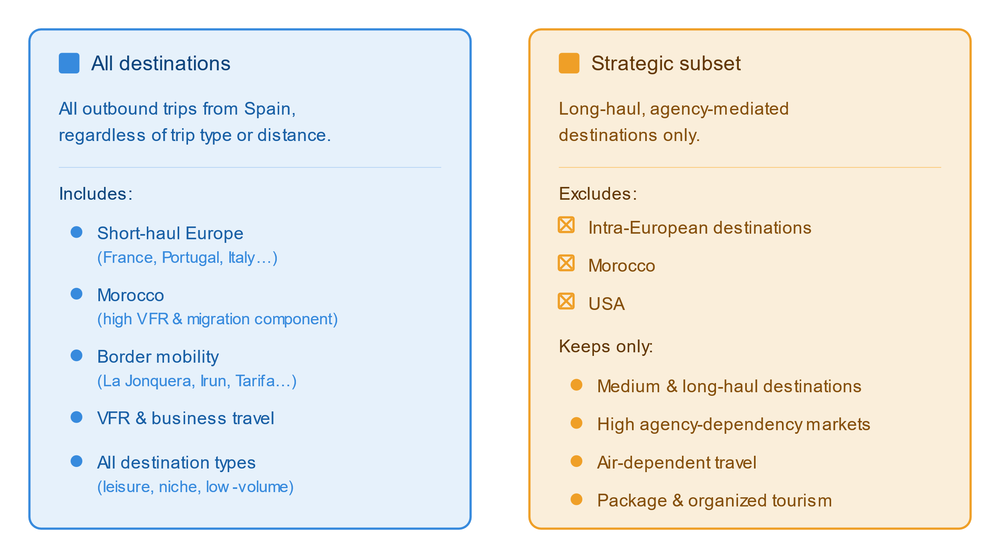 All destinations
All outbound trips from Spain,
regardless of trip type or distance.
Includes:
Short-haul Europe
(France, Portugal, Italy…)
Morocco
(high VFR & migration component)
Border mobility
(La Jonquera, Irun, Tarifa…)
VFR & business travel
All destination types
(leisure, niche, low-volume)
Strategic subset
Long-haul, agency-mediated
destinations only.
Excludes:
Intra-European destinations
Morocco
USA
Keeps only:
Medium & long-haul destinations
High agency-dependency markets
Air-dependent travel
Package & organized tourism